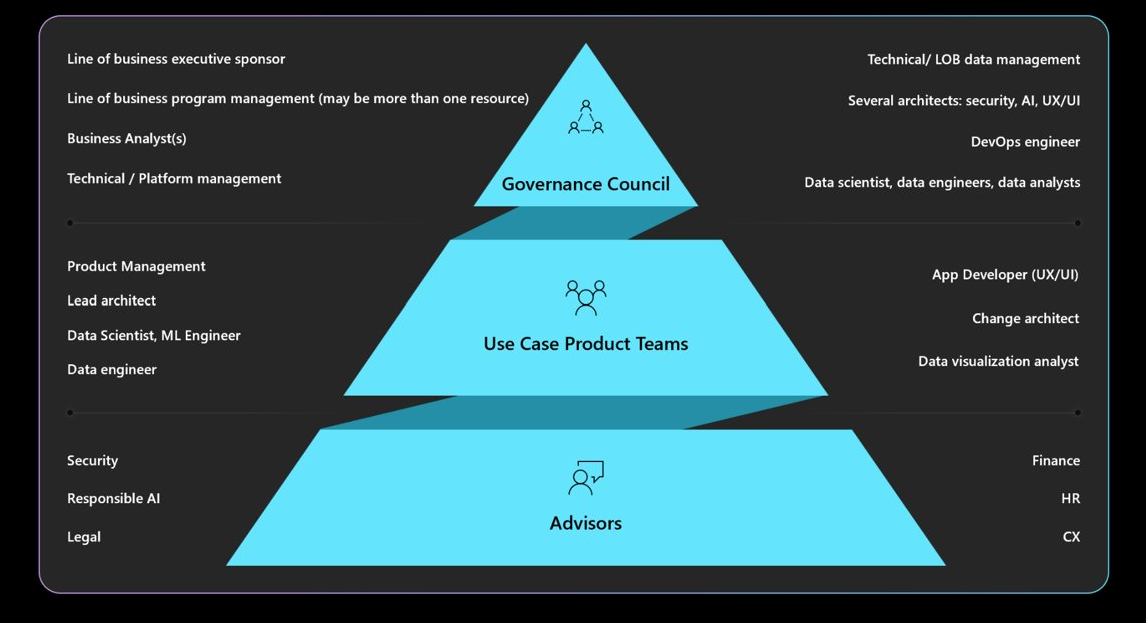 Line of business executive sponsor
Line of business program management (may be more than one resource)
Business Analyst(s)
Technical / Platform management
Governance Council
Technical/ LOB data management
Several architects: security, AI, UX/UI
DevOps engineer
Data scientist, data engineers, data analysts
Product Management
Lead architect
Data Scientist, ML Engineer
Data engineer
Use Case Product Teams
App Developer (UX/UI)
Change architect
Data visualization analyst
Security
Responsible AI
Legal
Advisors
Finance
HR
CX